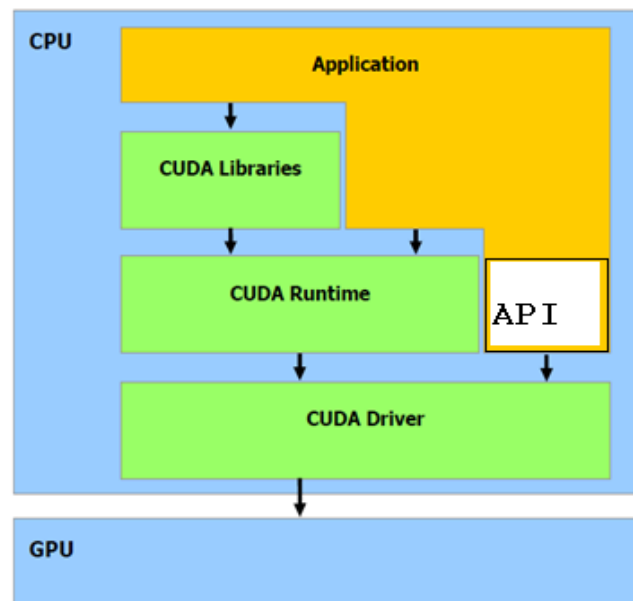 CPU
Application
CUDA Libraries
CUDA Runtime
API
CUDA Driver
GPU